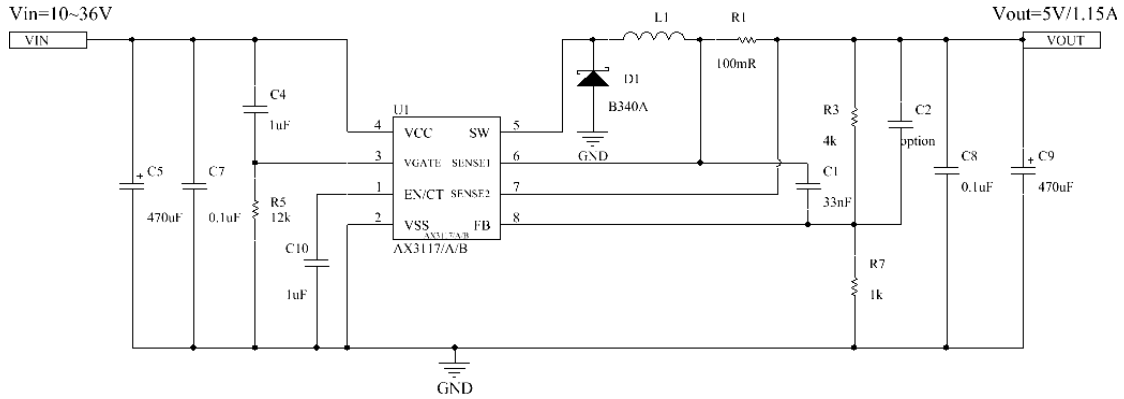 Vin=10~36V
Vout=5V/1.15A
VIN
VOUT
L1
R1
100mR
C4
1uF
D1
B340A
GND
U1
4
VCC
SW
5
3
VGATE
SENSE1
6
1
EN/CT
SENSE2
7
2
VSS
FB
8
AX3117/A/B
AX3117/A/B
R3
4k
C2
option
C1
33nF
C5
470uF
C7
0.1uF
R5
12k
C10
1uF
C8
0.1uF
C9
470uF
R7
1k
GND